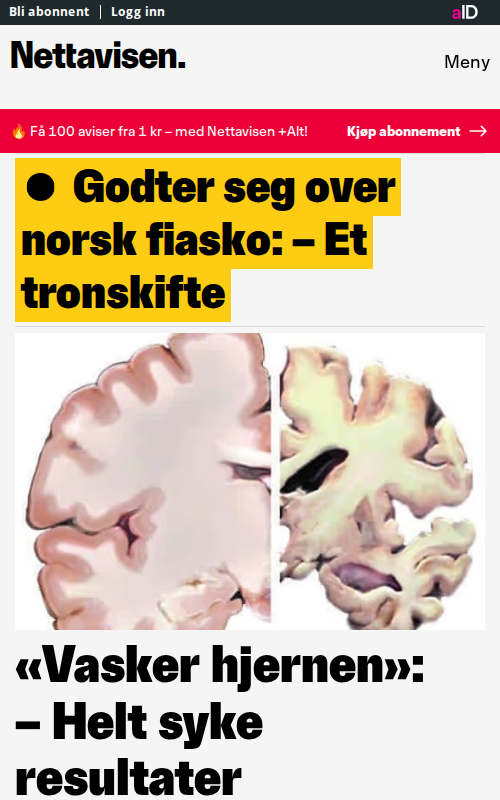 Bli abonnent | Logg inn aID
Nettavisen.
Meny
🔥 Få 100 aviser fra 1 kr – med Nettavisen +Alt! Kjøp abonnement →
● Godter seg over
norsk fiasko: – Et
tronskifte
«Vasker hjernen»:
– Helt syke
resultater